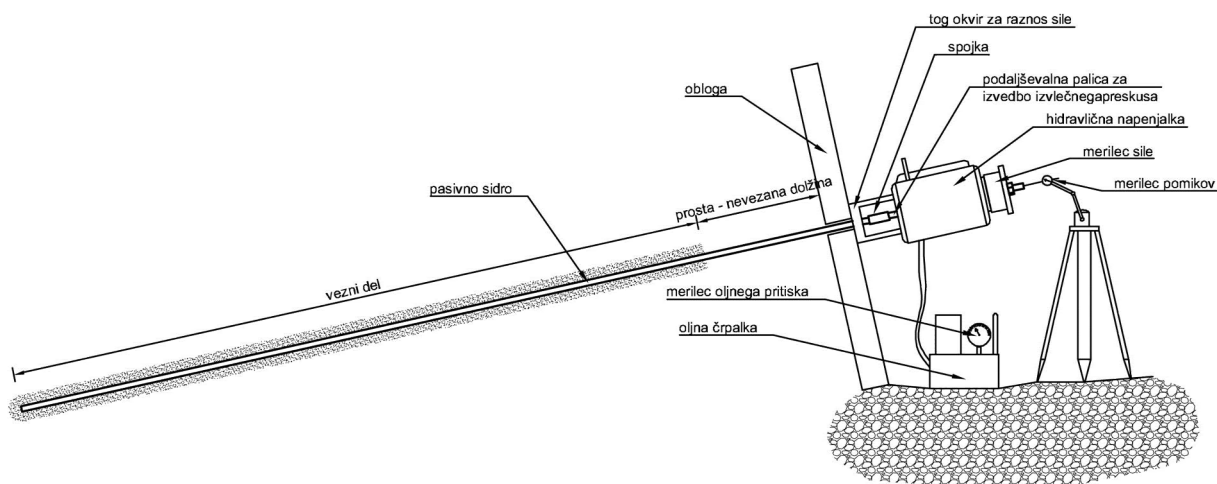 tog okvir za raznos sile
spojka
podaljševalna palica za
izvedbo izvlečnegapreskusa
obloga
hidravlična napenjalka
merilec sile
pasivno sidro
prosta - nevezana dolžina
merilec pomikov
vezni del
merilec oljnega pritiska
oljna črpalka